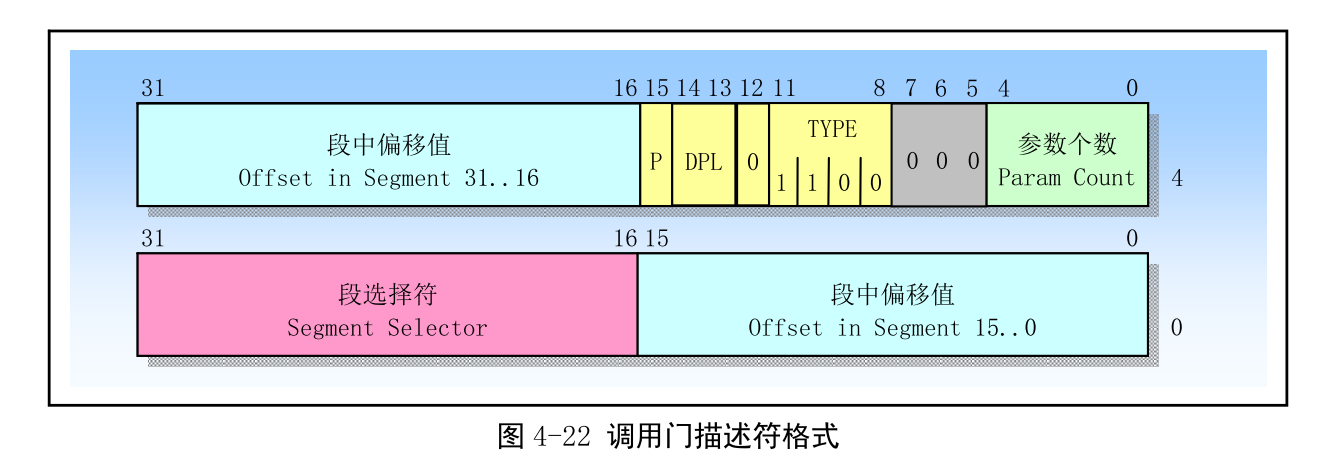 31 16 15 14 13 12 11 8 7 6 5 4 0
段中偏移值
Offset in Segment 31..16
P DPL 0
TYPE
1 1 0 0
0 0 0
参数个数
Param Count
4
31 16 15 0
段选择符
Segment Selector
段中偏移值
Offset in Segment 15..0
0
图 4-22 调用门描述符格式